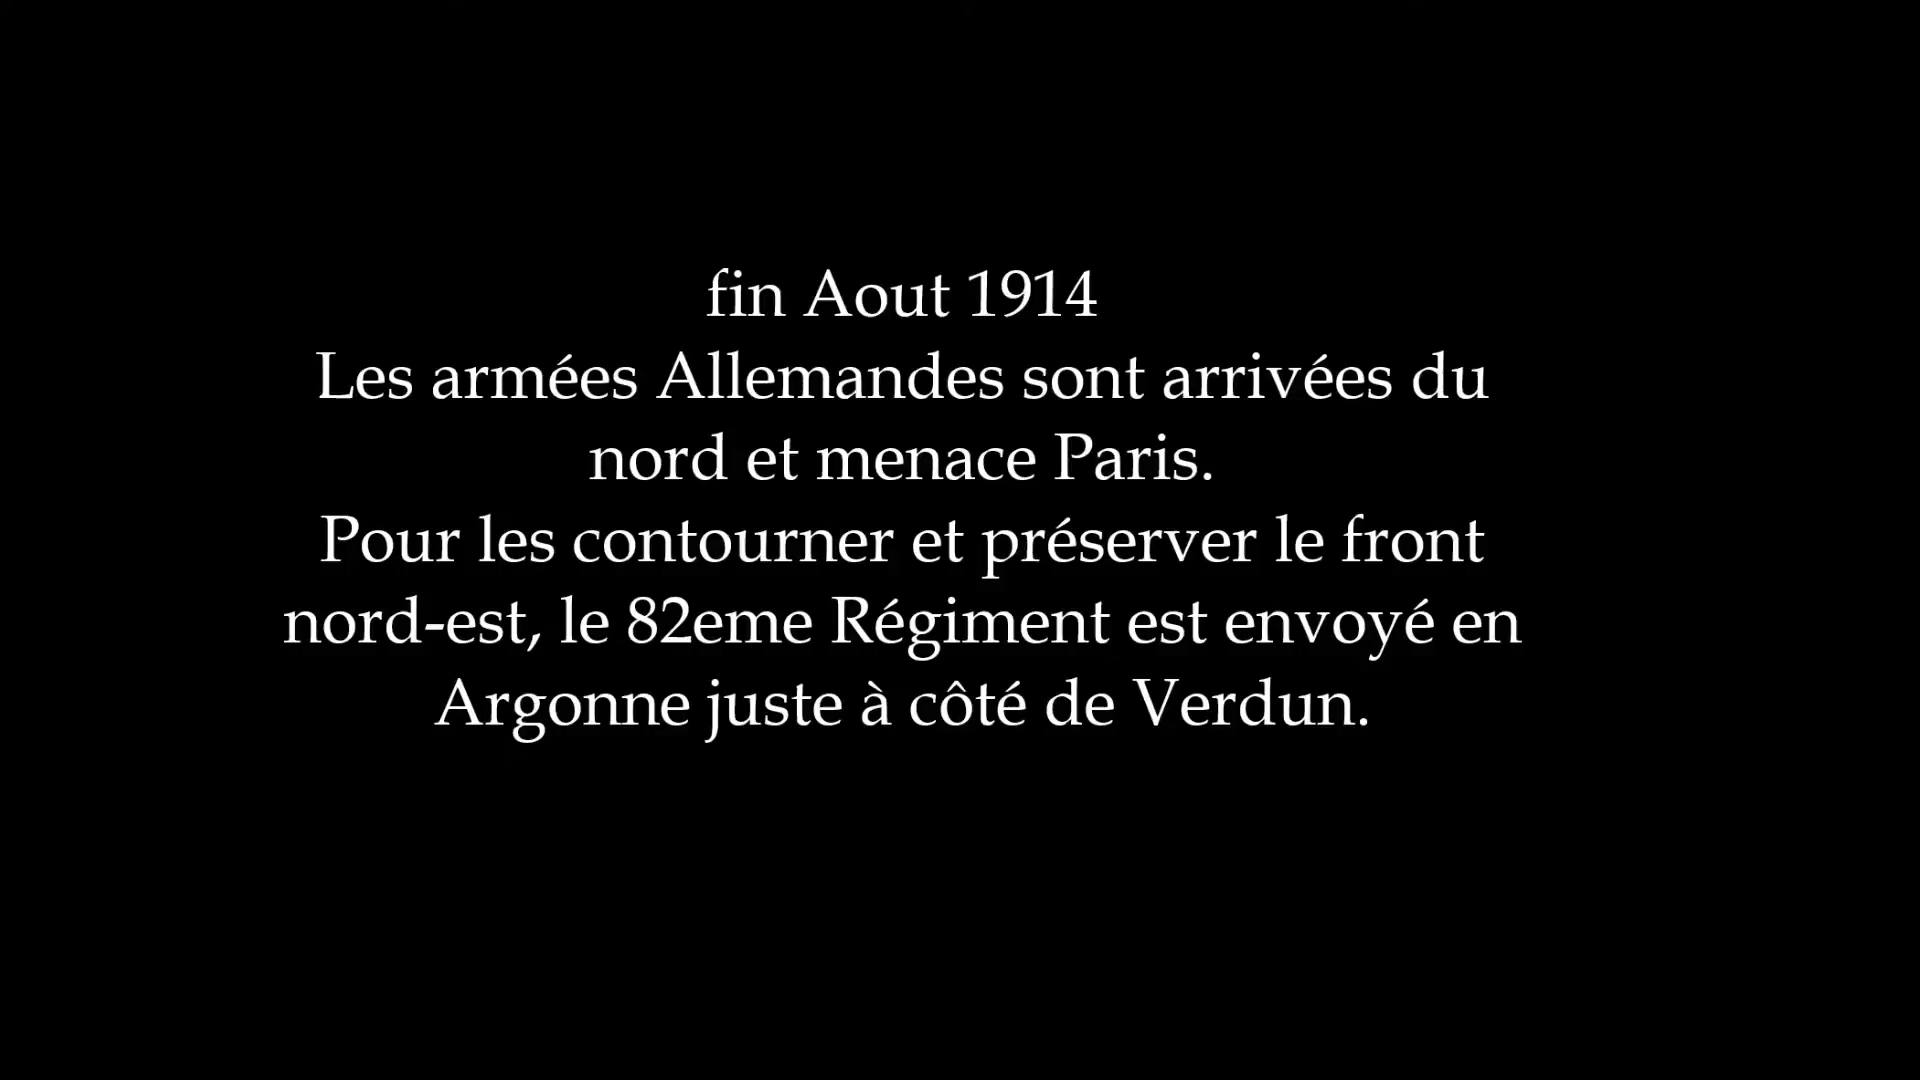 fin Aout 1914
Les armées Allemandes sont arrivées du
nord et menace Paris.
Pour les contourner et préserver le front
nord-est, le 82eme Régiment est envoyé en
Argonne juste à côté de Verdun.